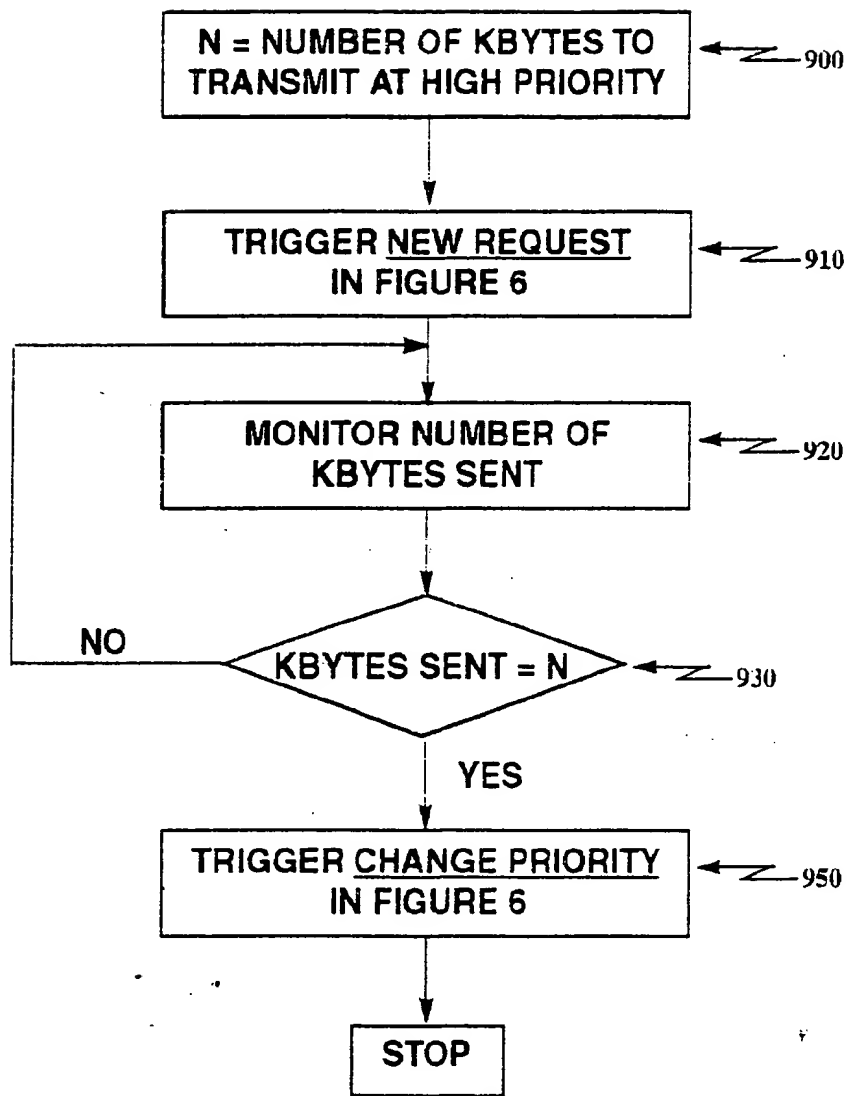 N = NUMBER OF KBYTES TO
TRANSMIT AT HIGH PRIORITY
900
TRIGGER NEW REQUEST
IN FIGURE 6
910
MONITOR NUMBER OF
KBYTES SENT
920
NO
KBYTES SENT = N
930
YES
TRIGGER CHANGE PRIORITY
IN FIGURE 6
950
STOP